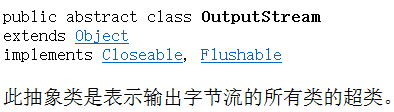 public abstract class OutputStream
extends Object
implements Closeable, Flushable
此抽象类是表示输出字节流的所有类的超类。